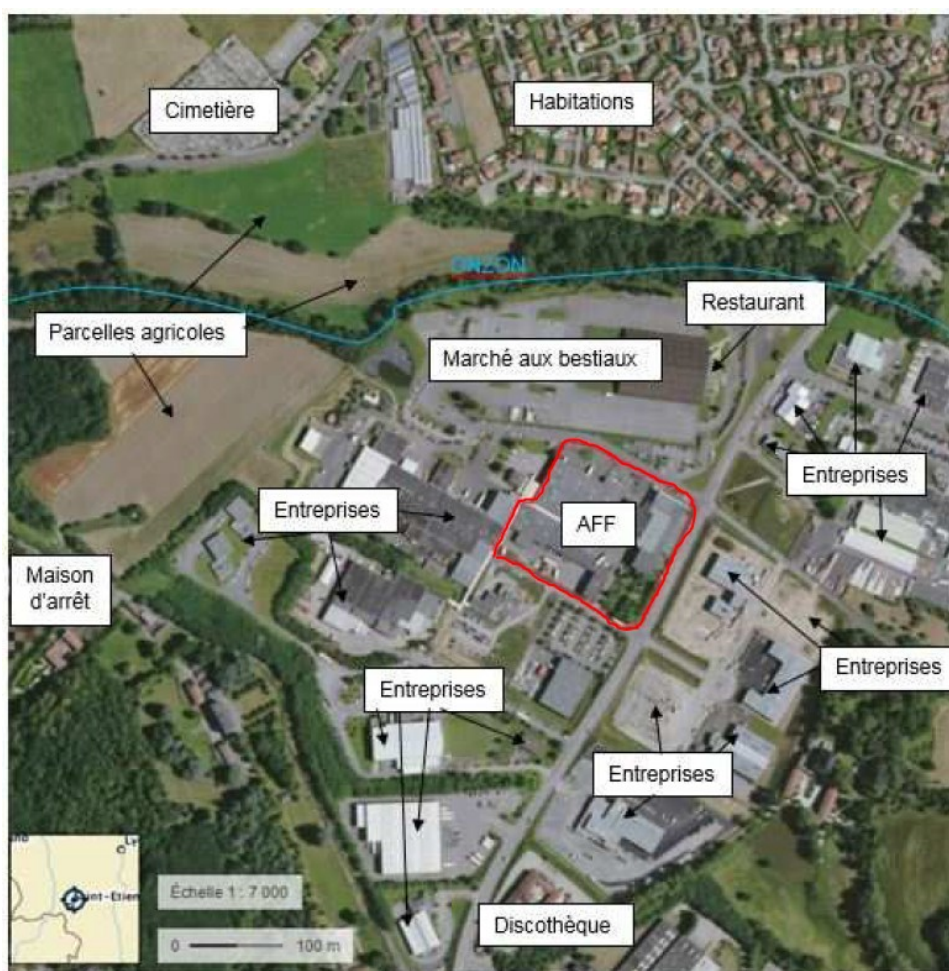 Cimetière
Habitations
ONZON
Restaurant
Parcelles agricoles
Marché aux bestiaux
Entreprises
Entreprises
AFF
Maison
d'arrêt
Entreprises
Entreprises
Entreprises
Échelle 1 : 7 000
0 100 m
Discothèque